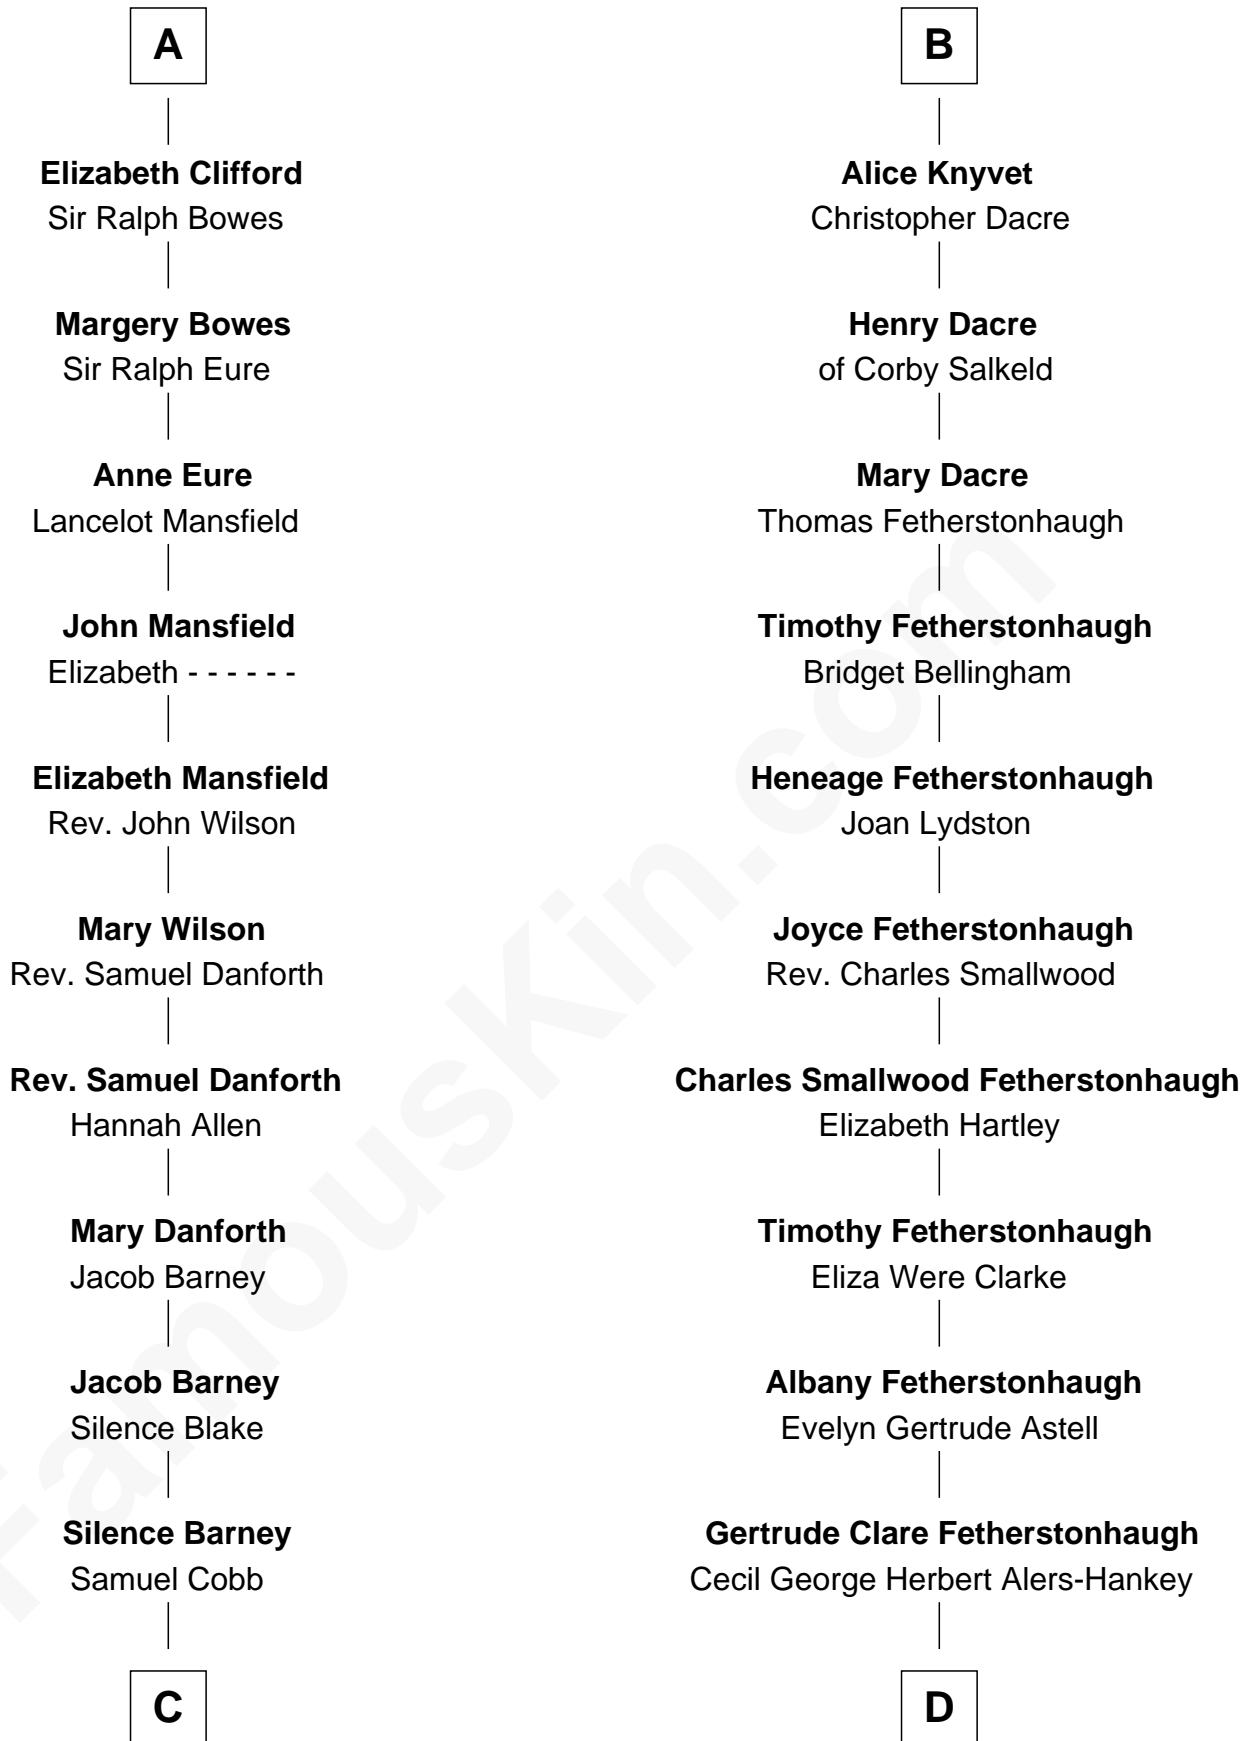 A
Elizabeth Clifford
Sir Ralph Bowes
Margery Bowes
Sir Ralph Eure
Anne Eure
Lancelot Mansfield
John Mansfield
Elizabeth - - - - - -
Elizabeth Mansfield
Rev. John Wilson
Mary Wilson
Rev. Samuel Danforth
Rev. Samuel Danforth
Hannah Allen
Mary Danforth
Jacob Barney
Jacob Barney
Silence Blake
Silence Barney
Samuel Cobb
C
B
Alice Knyvet
Christopher Dacre
Henry Dacre
of Corby Salkeld
Mary Dacre
Thomas Fetherstonhaugh
Timothy Fetherstonhaugh
Bridget Bellingham
Heneage Fetherstonhaugh
Joan Lydston
Joyce Fetherstonhaugh
Rev. Charles Smallwood
Charles Smallwood Fetherstonhaugh
Elizabeth Hartley
Timothy Fetherstonhaugh
Eliza Were Clarke
Albany Fetherstonhaugh
Evelyn Gertrude Astell
Gertrude Clare Fetherstonhaugh
Cecil George Herbert Alers-Hankey
D
FamousKin.com